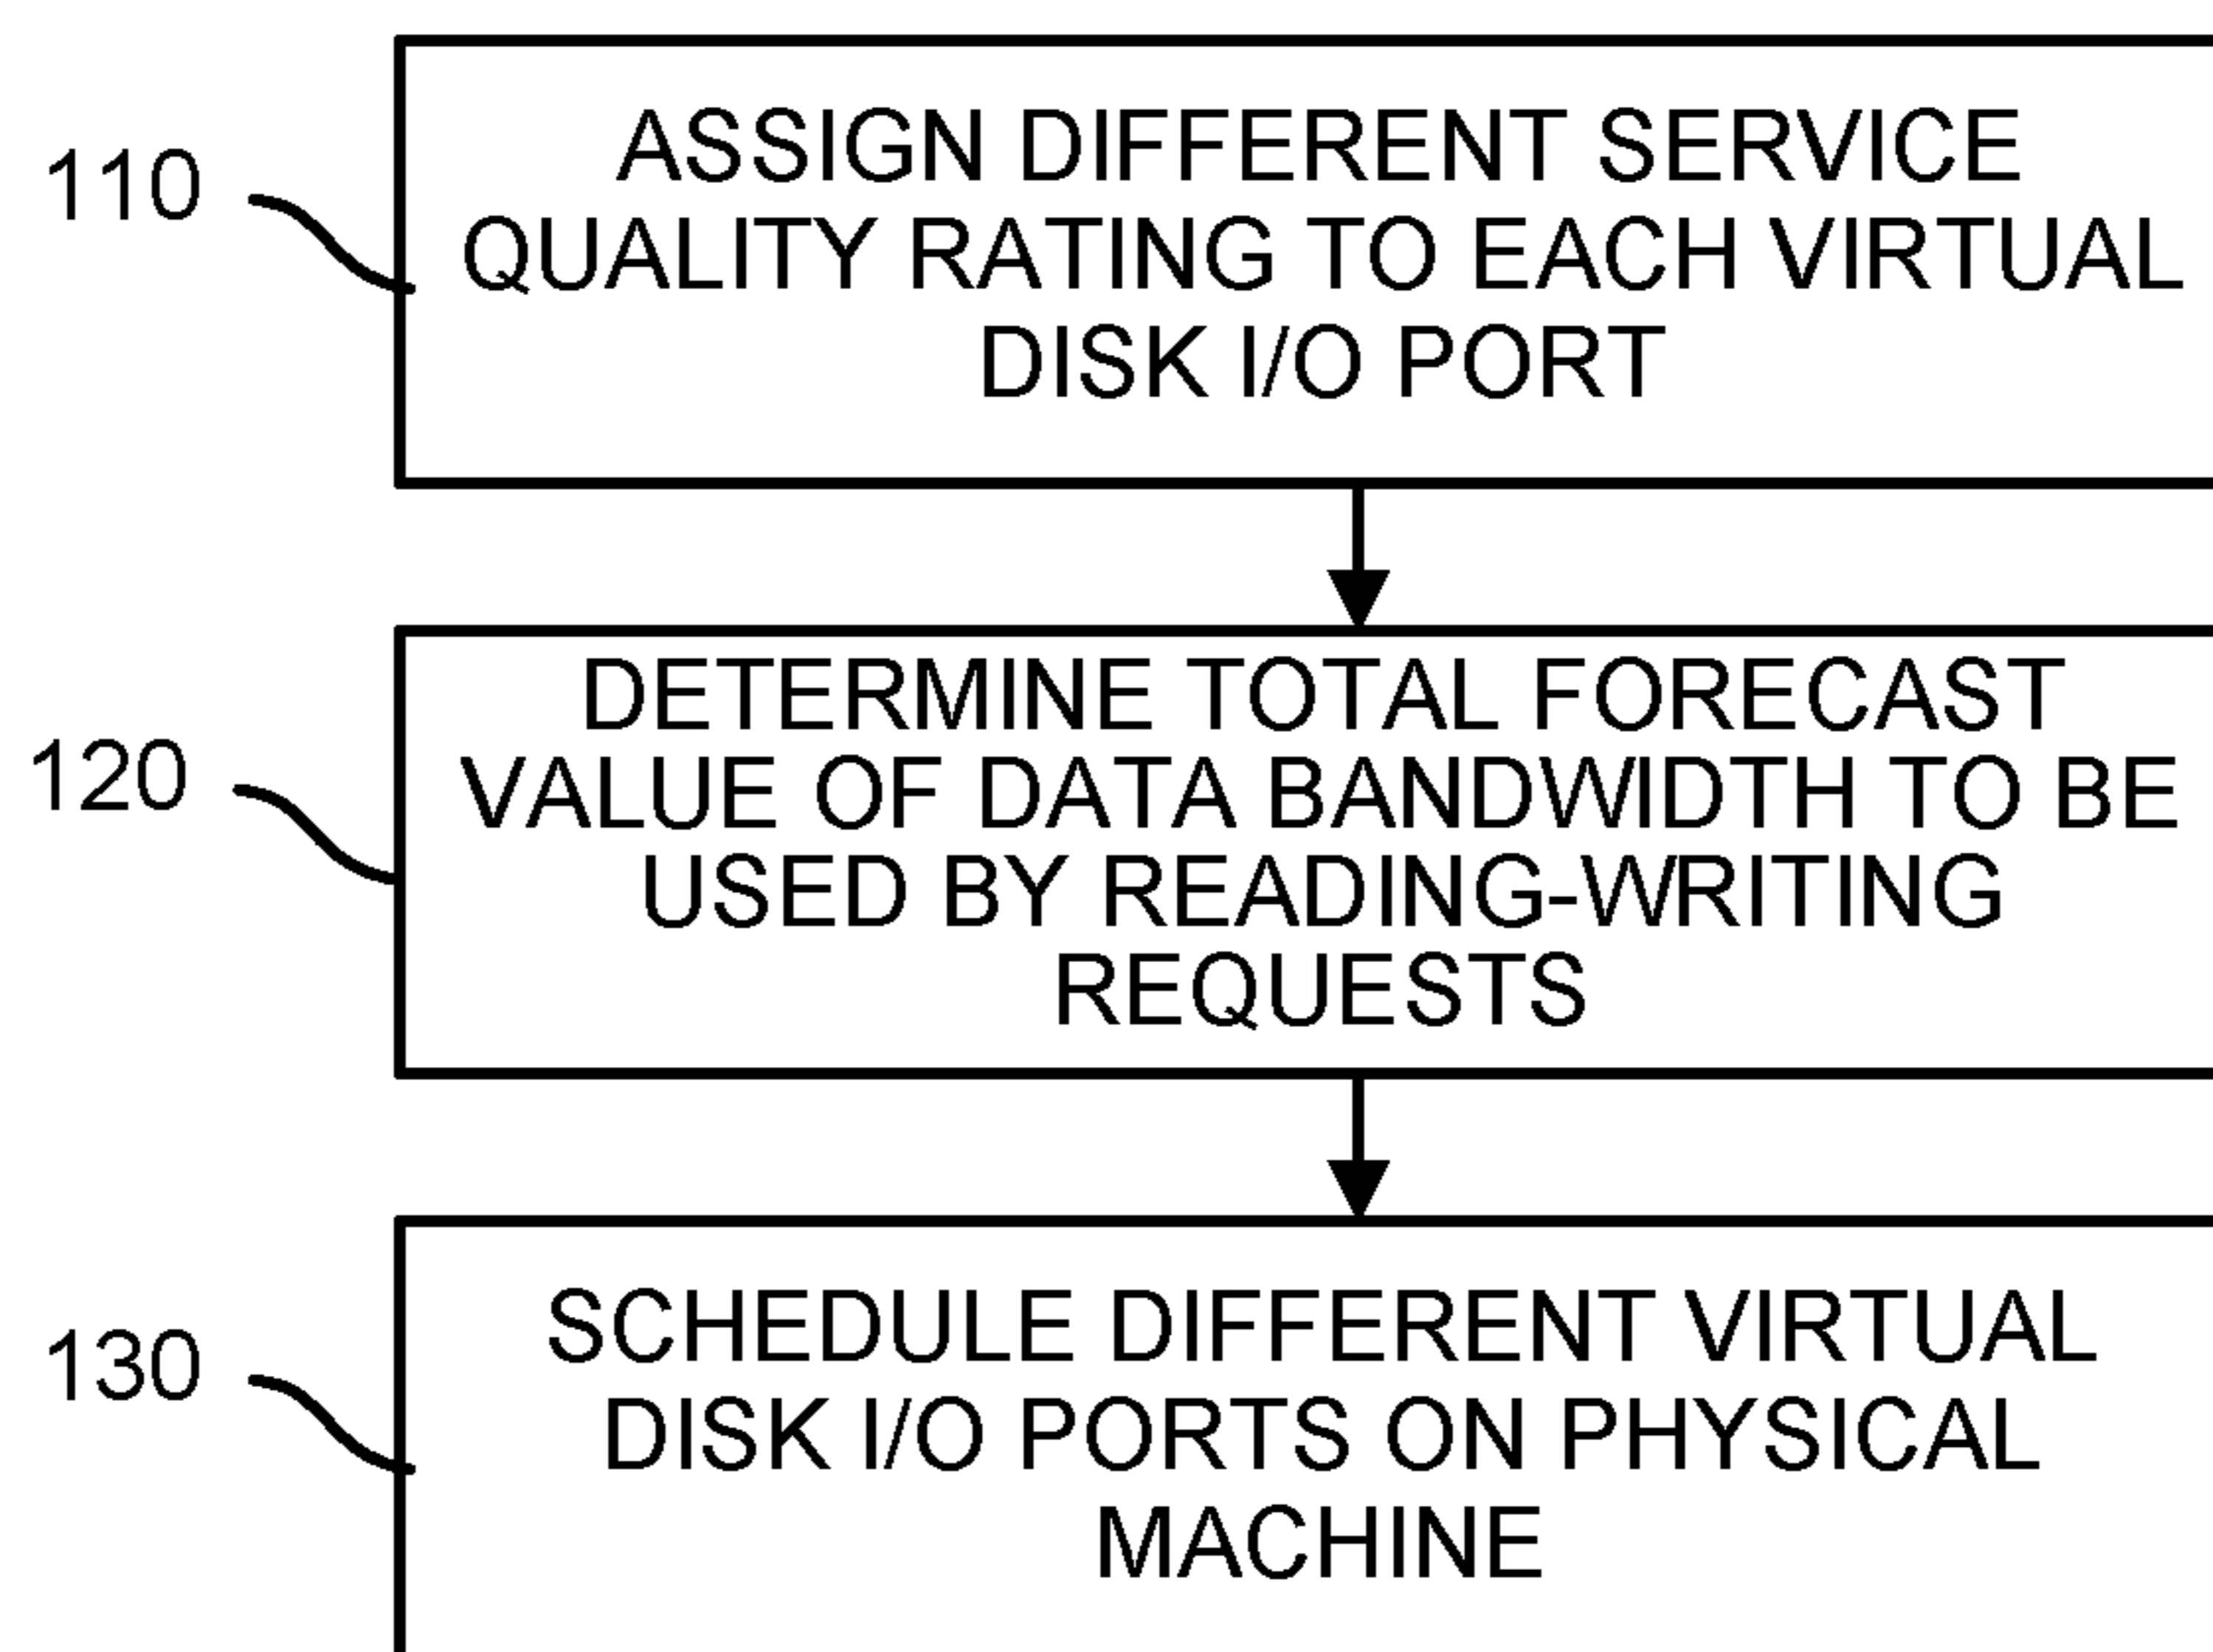 110
ASSIGN DIFFERENT SERVICE
QUALITY RATING TO EACH VIRTUAL
DISK I/O PORT
120
DETERMINE TOTAL FORECAST
VALUE OF DATA BANDWIDTH TO BE
USED BY READING-WRITING
REQUESTS
130
SCHEDULE DIFFERENT VIRTUAL
DISK I/O PORTS ON PHYSICAL
MACHINE